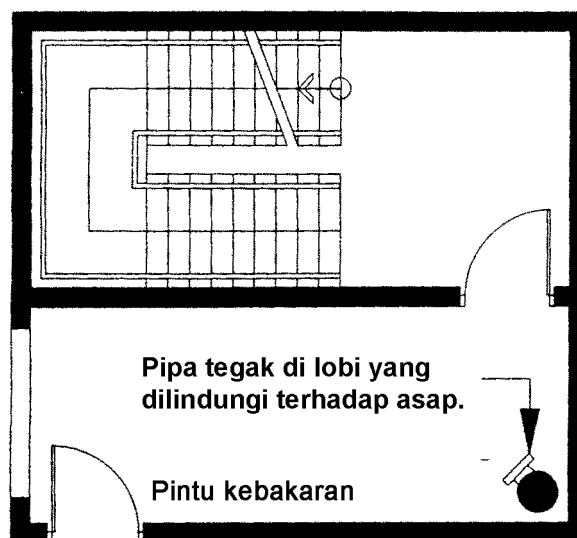 Pipa tegak di lobi yang
dilindungi terhadap asap.
Pintu kebakaran